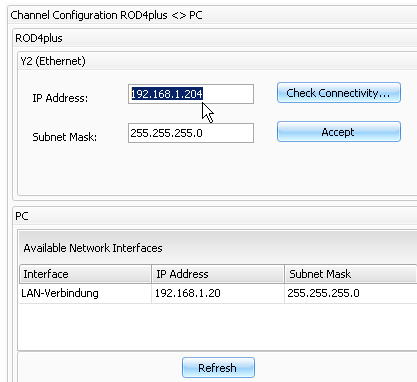 Channel Configuration ROD4plus <> PC
ROD4plus
Y2 (Ethernet)
IP Address: 192.168.1.204 Check Connectivity...
Subnet Mask: 255.255.255.0 Accept
PC
Available Network Interfaces
Interface IP Address Subnet Mask
LAN-Verbindung 192.168.1.20 255.255.255.0
Refresh